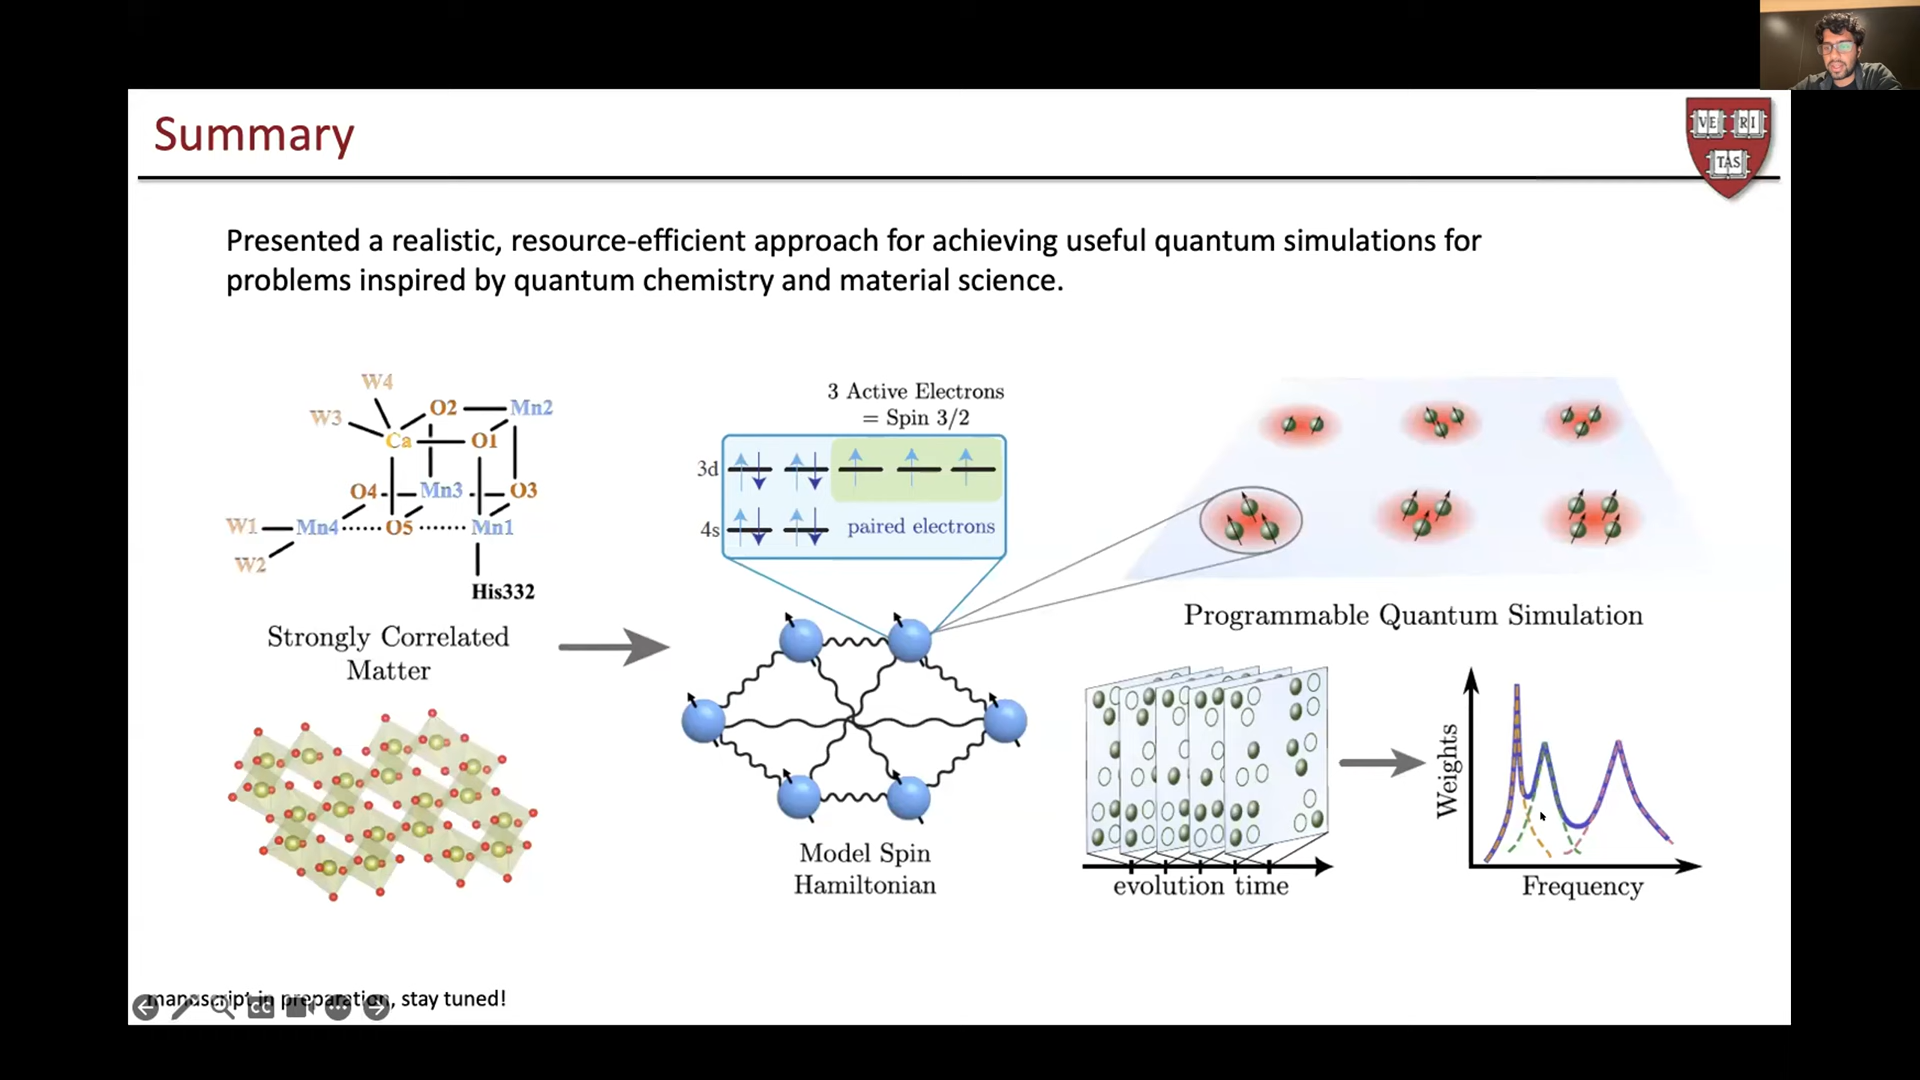 Summary
VE RI
TAS
Presented a realistic, resource-efficient approach for achieving useful quantum simulations for
problems inspired by quantum chemistry and material science.
W4
W3
O2
Mn2
Ca
O1
O4
Mn3
O3
W1
Mn4
O5
Mn1
W2
His332
Strongly Correlated
Matter
3 Active Electrons
= Spin 3/2
3d
4s
paired electrons
Model Spin
Hamiltonian
Programmable Quantum Simulation
evolution time
Weights
Frequency
manuscript in preparation, stay tuned!
CC